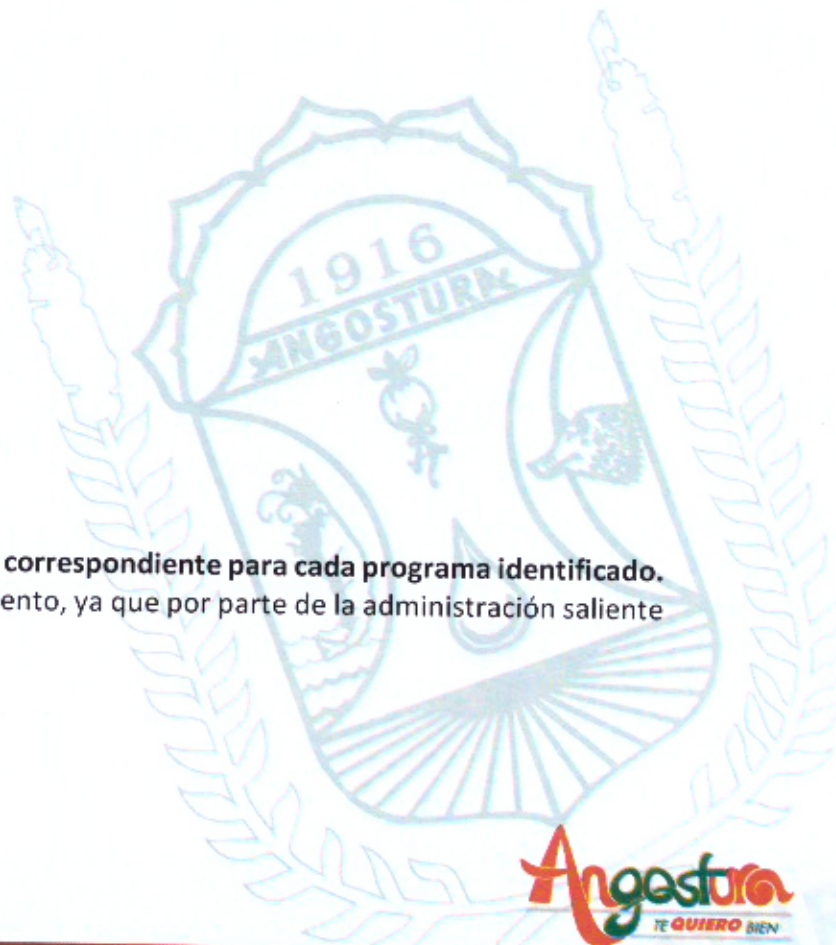 1916
ANGOSTURA
correspondiente para cada programa identificado.
ento, ya que por parte de la administración saliente
Angostura
TE QUIERO BIEN